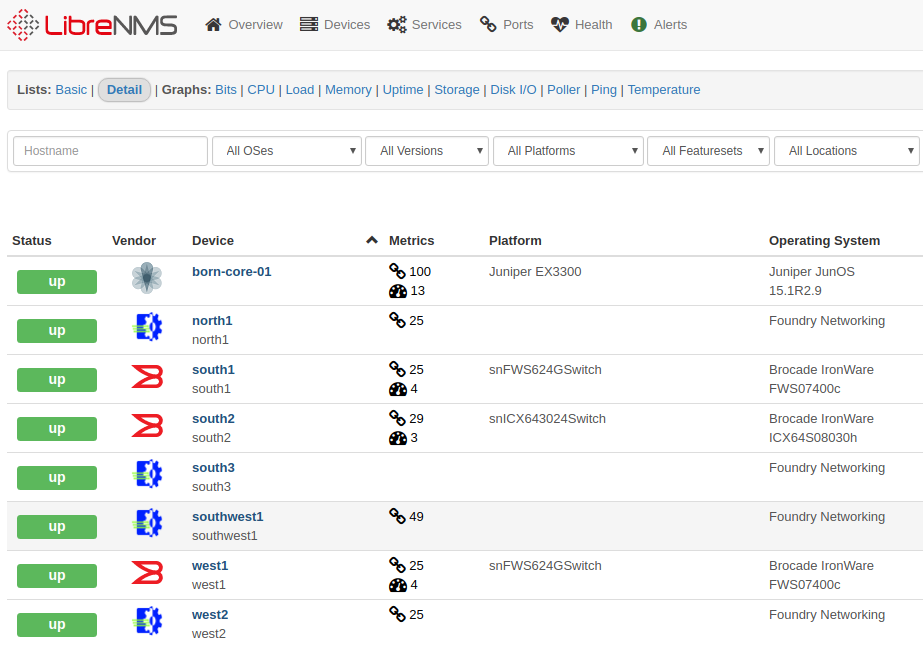 LibreNMS Overview Devices Services Ports Health Alerts
Lists: Basic | Detail | Graphs: Bits | CPU | Load | Memory | Uptime | Storage | Disk I/O | Poller | Ping | Temperature
Hostname All OSes All Versions All Platforms All Featuresets All Locations
Status Vendor Device Metrics Platform Operating System
up born-core-01 100 Juniper EX3300 Juniper JunOS
13 15.1R2.9
up north1 25 Foundry Networking
north1
up south1 25 snFWS624GSwitch Brocade IronWare
south1 4 FWS07400c
up south2 29 snICX643024Switch Brocade IronWare
south2 3 ICX64S08030h
up south3 Foundry Networking
south3
up southwest1 49 Foundry Networking
southwest1
up west1 25 snFWS624GSwitch Brocade IronWare
west1 4 FWS07400c
up west2 25 Foundry Networking
west2